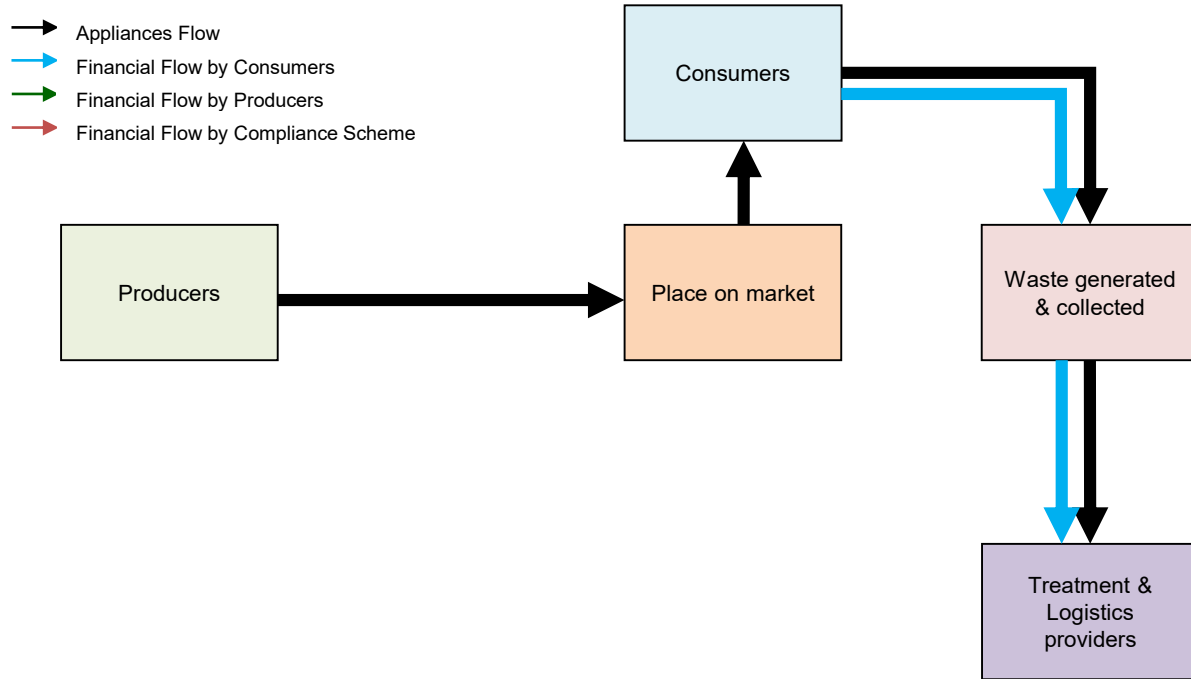 Appliances Flow
Financial Flow by Consumers
Financial Flow by Producers
Financial Flow by Compliance Scheme
Consumers
Producers
Place on market
Waste generated
& collected
Treatment &
Logistics
providers